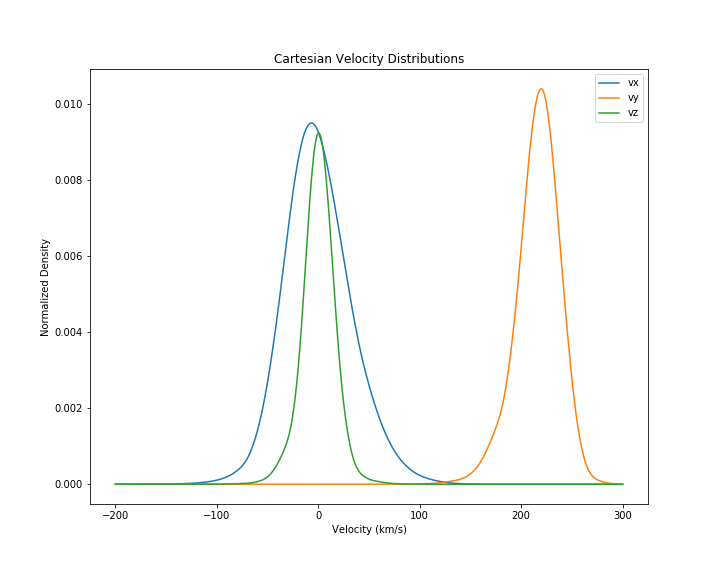 Cartesian Velocity Distributions
vx
vy
vz
0.010
0.008
0.006
0.004
0.002
0.000
Normalized Density
−200
−100
0
100
200
300
Velocity (km/s)